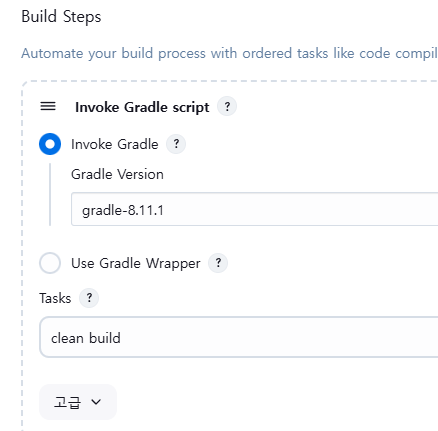 Build Steps
Automate your build process with ordered tasks like code compil
Invoke Gradle script ?
Invoke Gradle ?
Gradle Version
gradle-8.11.1
Use Gradle Wrapper ?
Tasks ?
clean build
고급